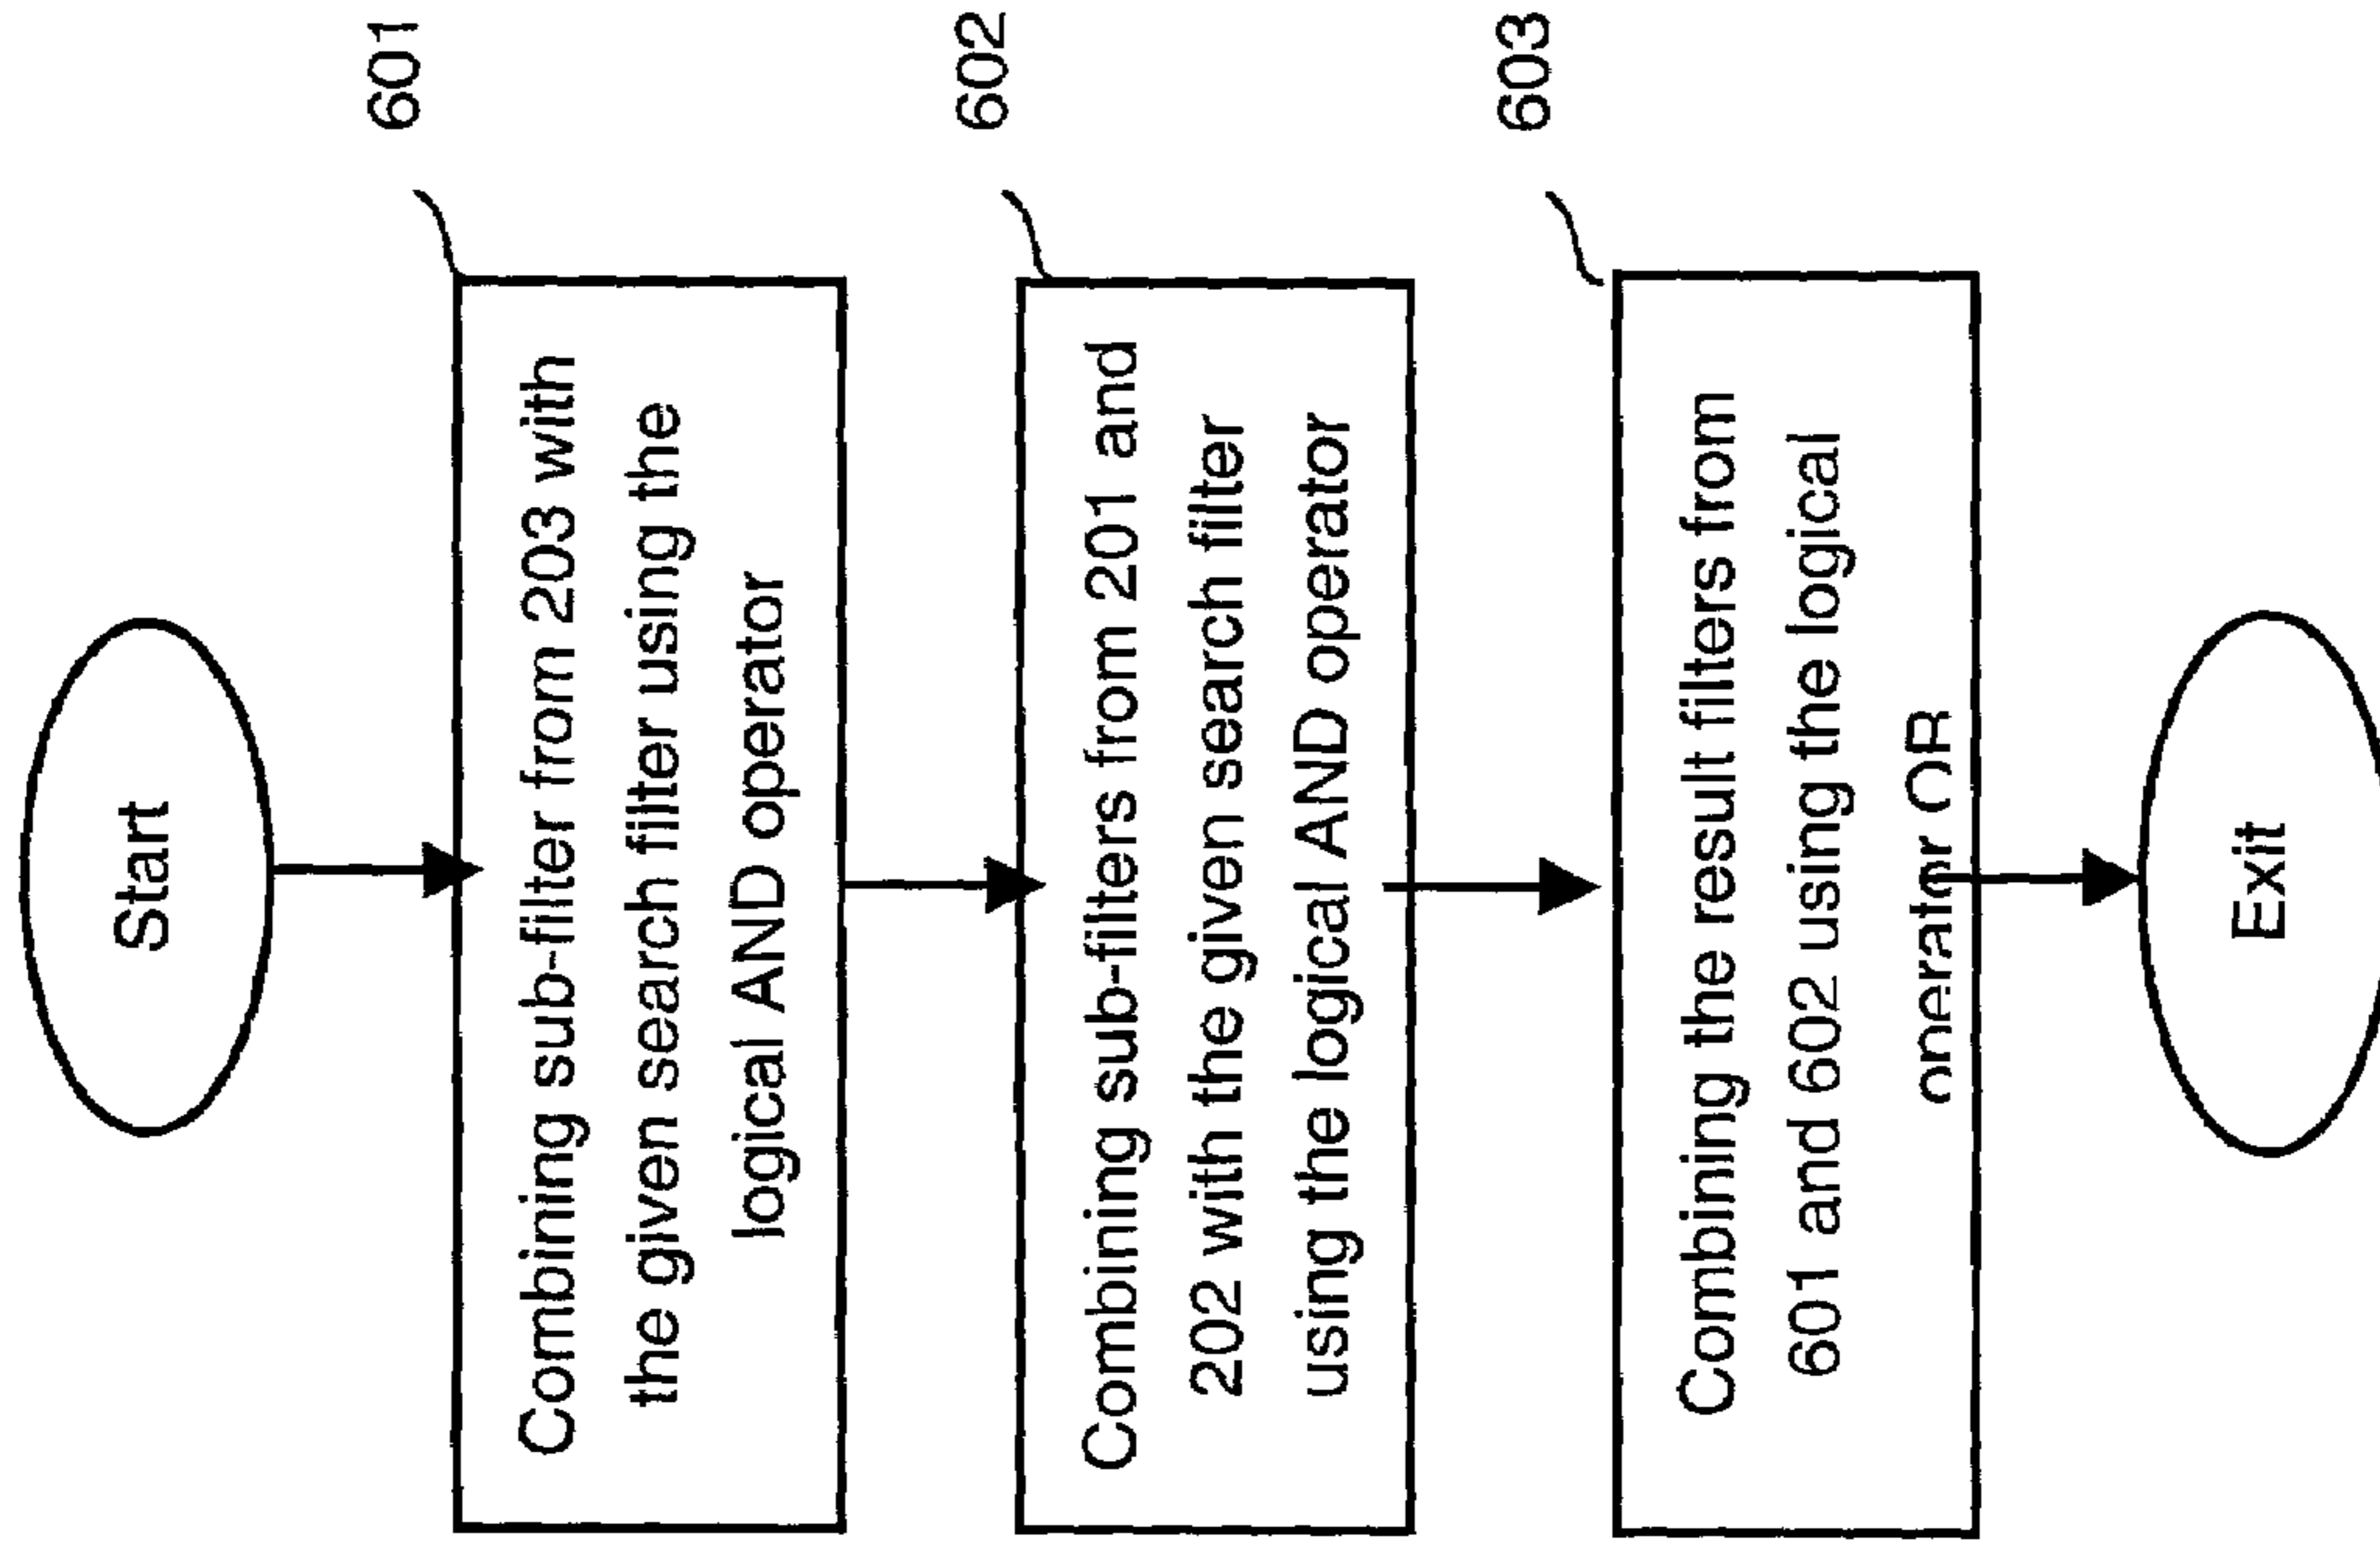 Start
601
Combining sub-filter from 203 with
the given search filter using the
logical AND operator
602
Combining sub-filters from 201 and
202 with the given search filter
using the logical AND operator
603
Combining the result filters from
601 and 602 using the logical
operator OR
Exit